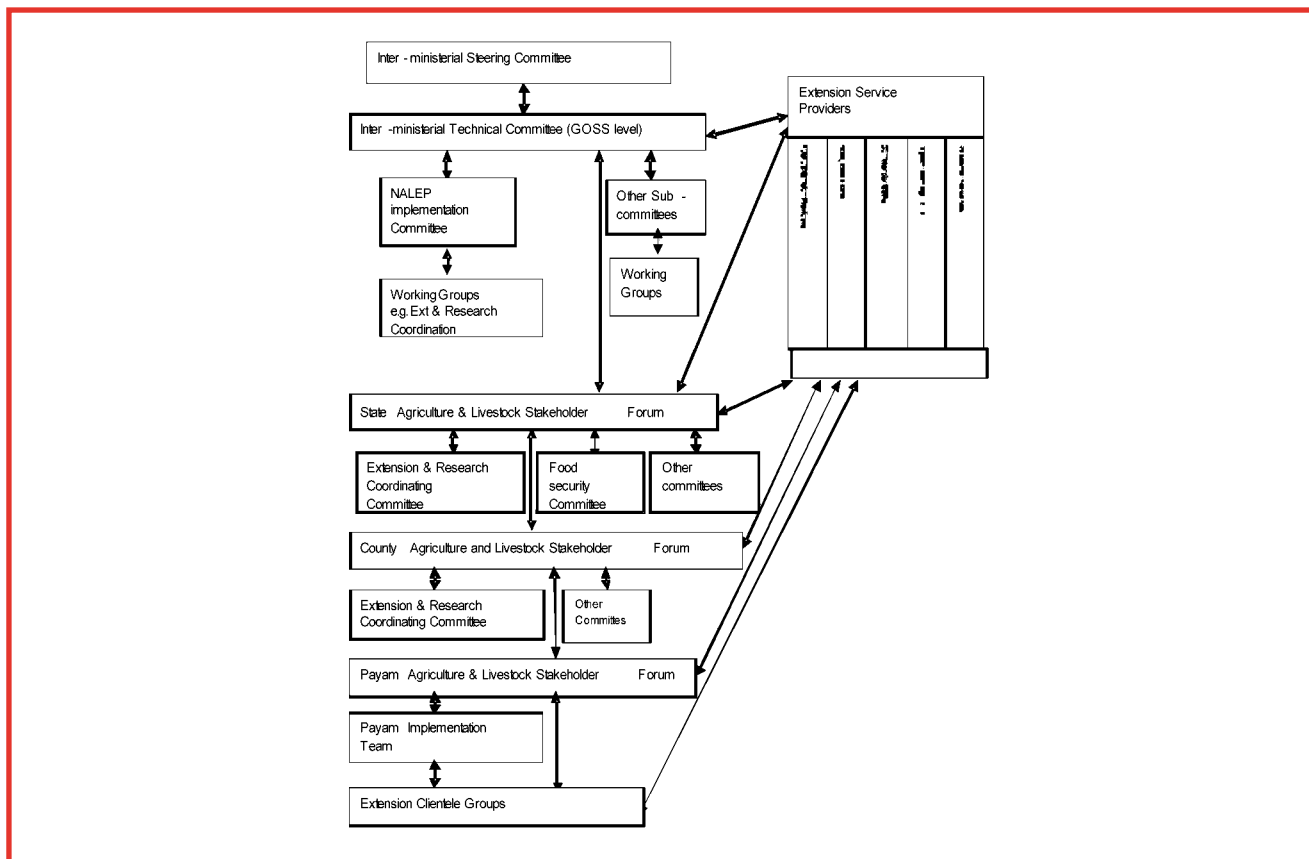 Inter - ministerial Steering Committee
Extension Service
Providers
Inter -ministerial Technical Committee (GOSS level)
NALEP
implementation
Committee
Other Sub -
committees
Working Groups
e.g. Ext & Research
Coordination
Working
Groups
State Agriculture & Livestock Stakeholder Forum
Extension & Research
Coordinating
Committee
Food
security
Committee
Other
committees
County Agriculture and Livestock Stakeholder Forum
Extension & Research
Coordinating Committee
Other
Committes
Payam Agriculture & Livestock Stakeholder Forum
Payam Implementation
Team
Extension Clientele Groups